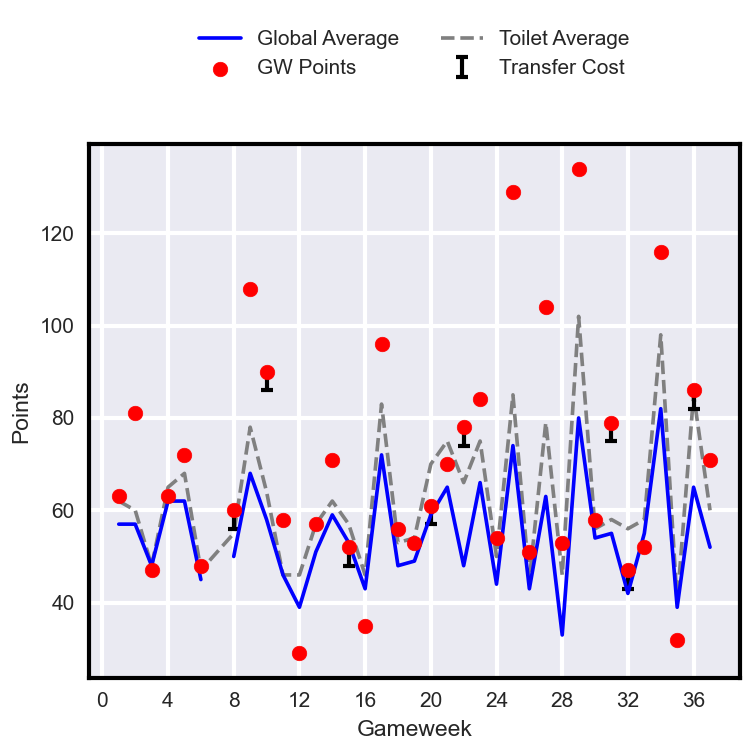 Global Average
Toilet Average
GW Points
Transfer Cost
Points
120
100
80
60
40
0 4 8 12 16 20 24 28 32 36
Gameweek